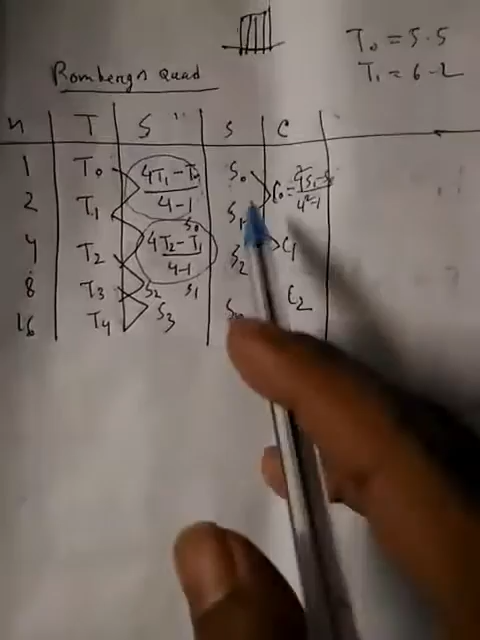 T₀ = 5.5
T₁ = 6.2
Rombergn quad
n T S S C
1 T₀ 4T₁-T₀ / 4-1 S₀ S₀ C₀ = 4²S₁-S₀ / 4²-1
2 T₁ S₁
4 T₂ 4T₂-T₁ / 4-1 S₁ S₂ C₁
8 T₃ S₂ C₂
16 T₄ S₃